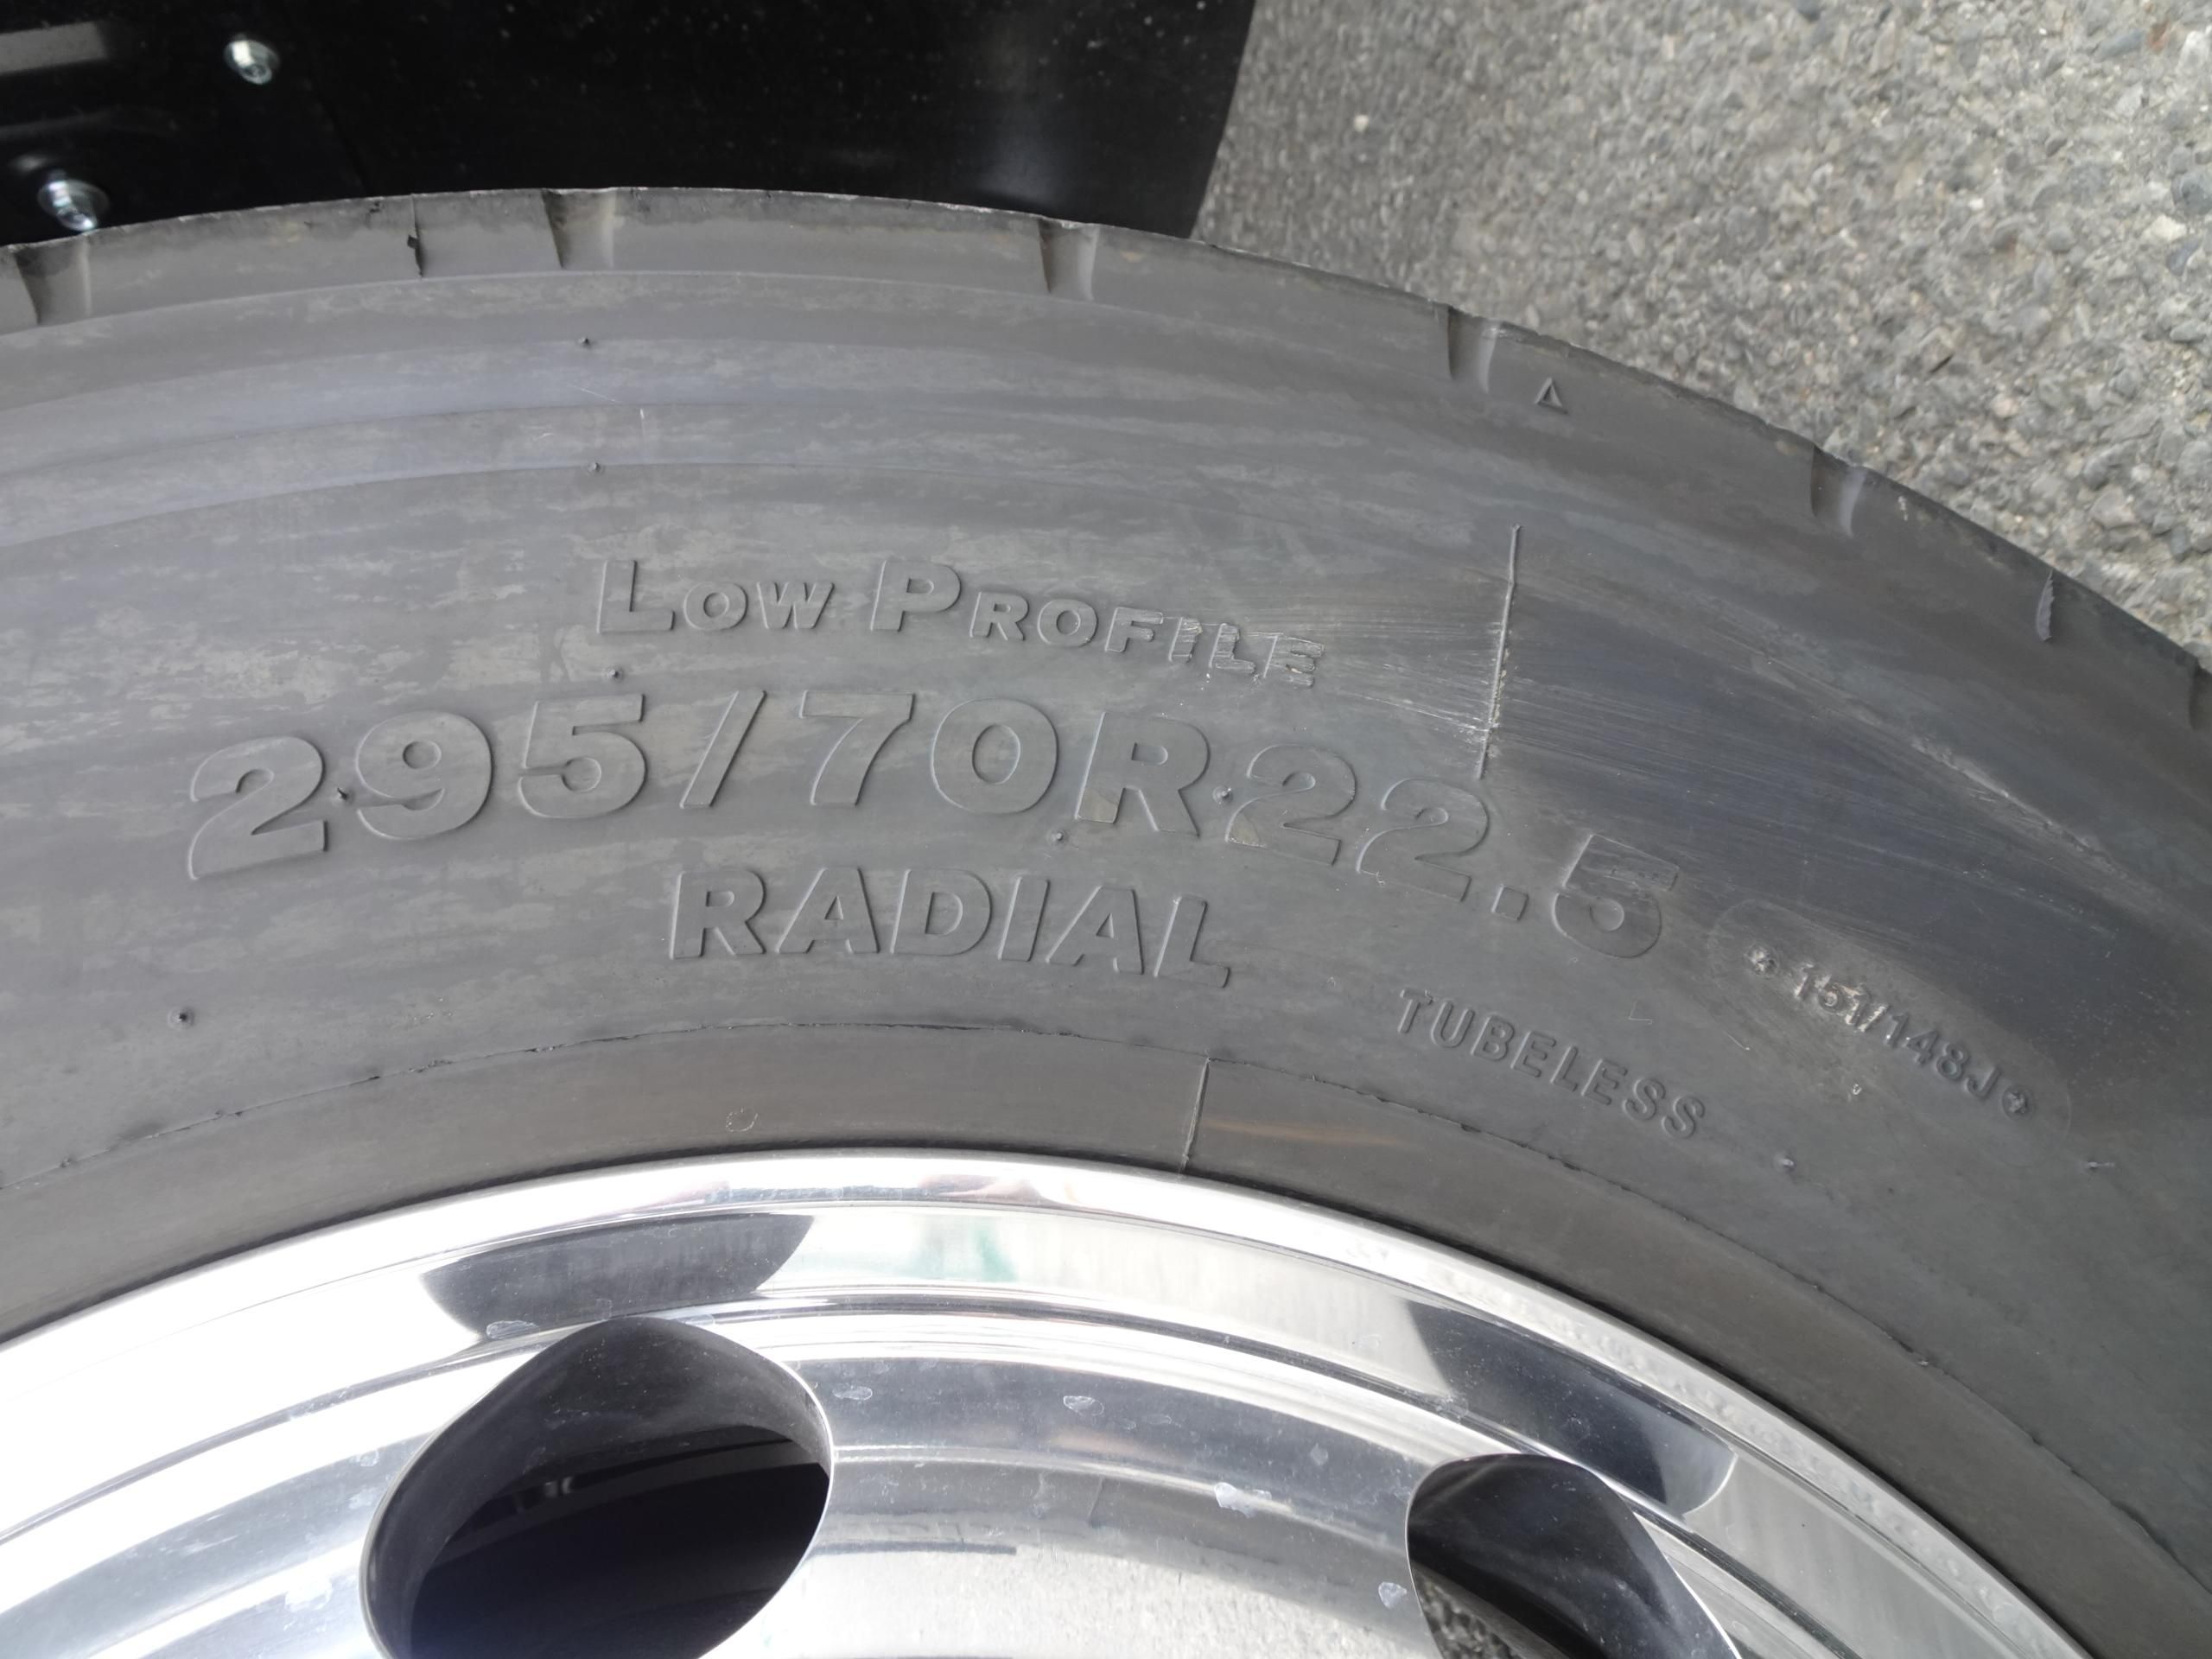 LOW PROFILE
295/70R22.5
RADIAL
TUBELESS
151/148J